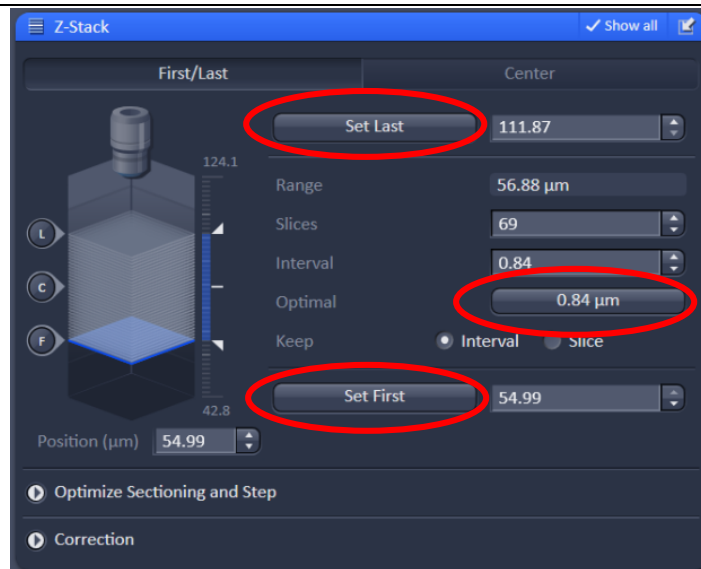 Z-Stack Show all
First/Last Center
Set Last 111.87
124.1
Range 56.88 µm
Slices 69
L
Interval 0.84
C
Optimal 0.84 µm
F
Keep Interval Slice
Set First 54.99
42.8
Position (µm) 54.99
Optimize Sectioning and Step
Correction